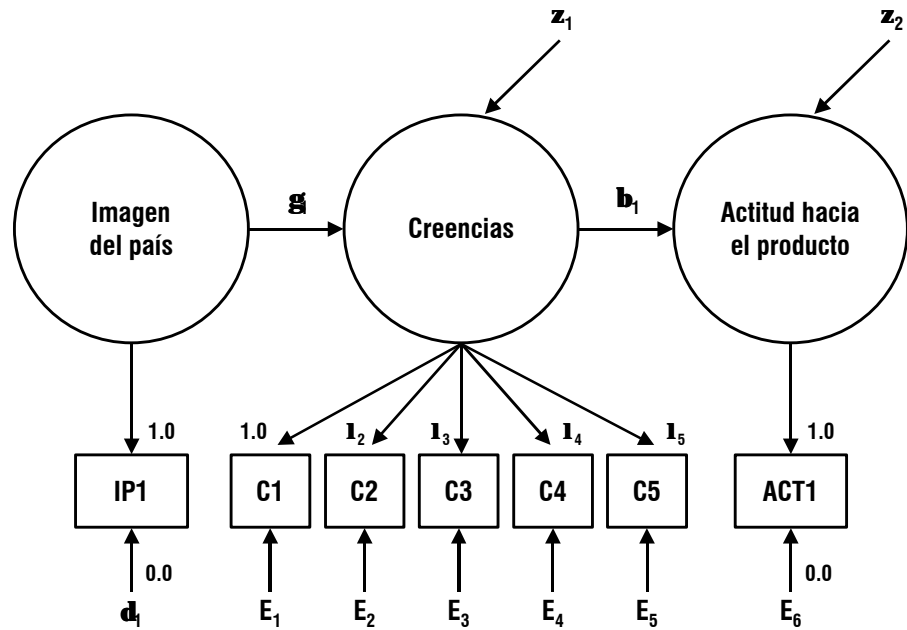 z₁
z₂
Imagen
del país
g₁
Creencias
b₁
Actitud hacia
el producto
1.0
1.0
l₂
l₃
l₄
l₅
1.0
IP1
C1
C2
C3
C4
C5
ACT1
0.0
0.0
d₁
E₁
E₂
E₃
E₄
E₅
E₆